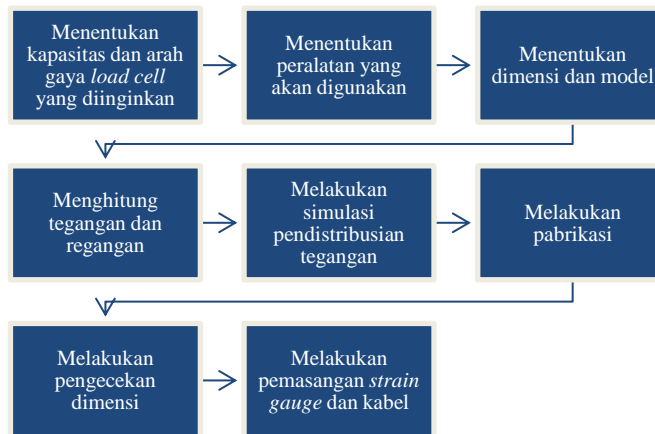 Menentukan
kapasitas dan arah
gaya load cell
yang diinginkan
Menentukan
peralatan yang
akan digunakan
Menentukan
dimensi dan model
Menghitung
tegangan dan
regangan
Melakukan
simulasi
pendistribusian
tegangan
Melakukan
pabrikasi
Melakukan
pengecekan
dimensi
Melakukan
pemasangan strain
gauge dan kabel